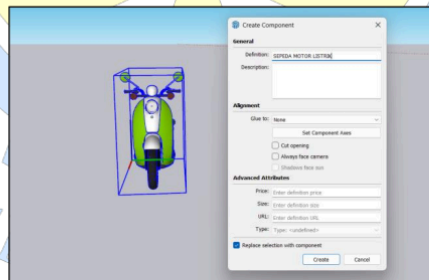 Create Component
General
Definition: SEPEDA MOTOR LISTRIK
Description:
Alignment
Glue to: None
Set Component Axes
Cut opening
Always face camera
Shadows face sun
Advanced Attributes
Price: Enter definition price
Size: Enter definition size
URL: Enter definition URL
Type: Type: <undefined>
Replace selection with component
Create Cancel